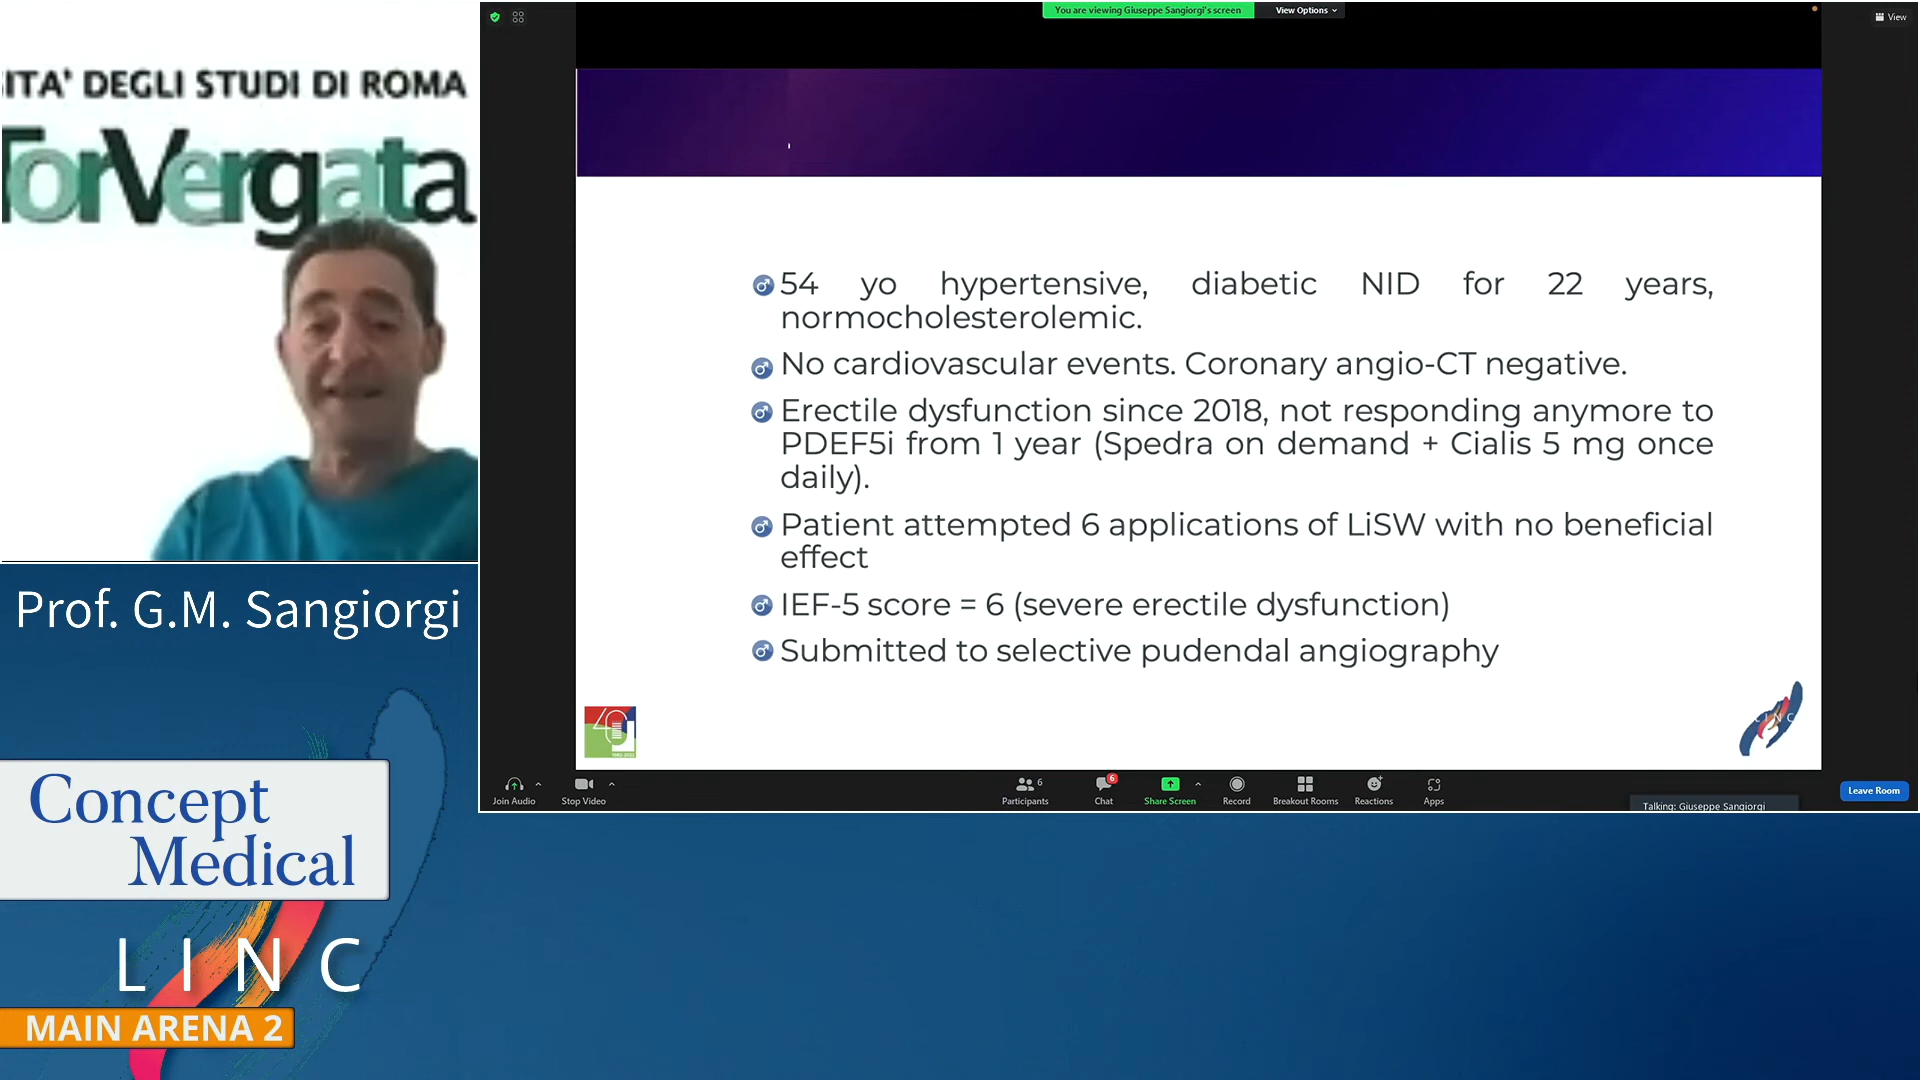 You are viewing Giuseppe Sangiorgi's screen
View Options
View
ITA' DEGLI STUDI DI ROMA
TorVergata
54 yo hypertensive, diabetic NID for 22 years,
normocholesterolemic.
No cardiovascular events. Coronary angio-CT negative.
Erectile dysfunction since 2018, not responding anymore to
PDEF5i from 1 year (Spedra on demand + Cialis 5 mg once
daily).
Patient attempted 6 applications of LiSW with no beneficial
effect
IEF-5 score = 6 (severe erectile dysfunction)
Submitted to selective pudendal angiography
40
LINC
Prof. G.M. Sangiorgi
Join Audio
Stop Video
6
Participants
6
Chat
Share Screen
Record
Breakout Rooms
Reactions
Apps
Talking: Giuseppe Sangiorgi
Leave Room
Concept
Medical
LINC
MAIN ARENA 2